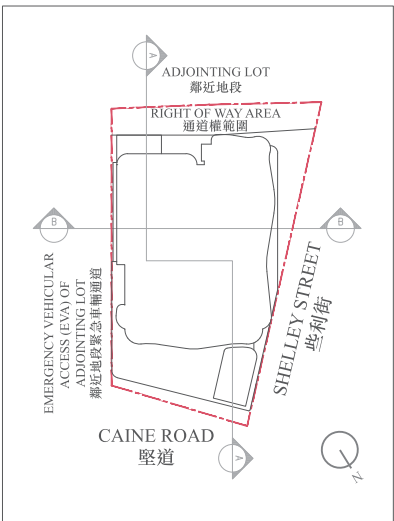 A
ADJOINTING LOT
鄰近地段
RIGHT OF WAY AREA
通道權範圍
B
B
EMERGENCY VEHICULAR
ACCESS (EVA) OF
ADJOINTING LOT
鄰近地段緊急車輛通道
SHELLEY STREET
些利街
CAINE ROAD
堅道
A
N